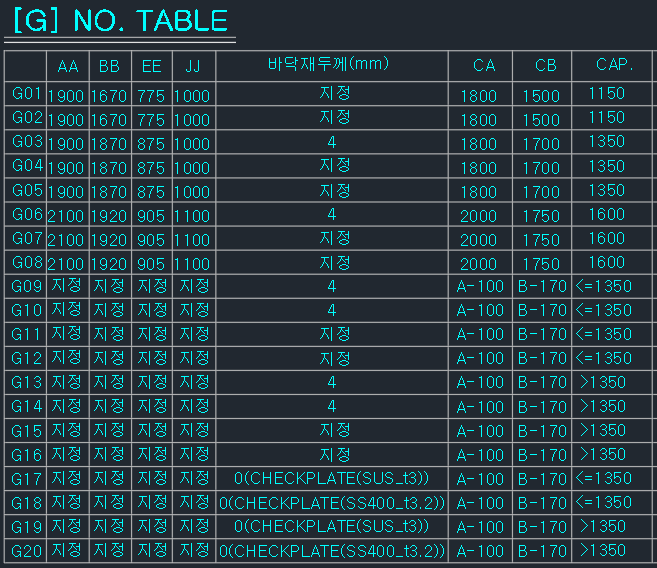 [G] NO. TABLE
AA BB EE JJ 바닥재두께(mm) CA CB CAP.
G01 1900 1670 775 1000 지정 1800 1500 1150
G02 1900 1670 775 1000 지정 1800 1500 1150
G03 1900 1870 875 1000 4 1800 1700 1350
G04 1900 1870 875 1000 지정 1800 1700 1350
G05 1900 1870 875 1000 지정 1800 1700 1350
G06 2100 1920 905 1100 4 2000 1750 1600
G07 2100 1920 905 1100 지정 2000 1750 1600
G08 2100 1920 905 1100 지정 2000 1750 1600
G09 지정 지정 지정 지정 4 A-100 B-170 <=1350
G10 지정 지정 지정 지정 4 A-100 B-170 <=1350
G11 지정 지정 지정 지정 지정 A-100 B-170 <=1350
G12 지정 지정 지정 지정 지정 A-100 B-170 <=1350
G13 지정 지정 지정 지정 4 A-100 B-170 >1350
G14 지정 지정 지정 지정 4 A-100 B-170 >1350
G15 지정 지정 지정 지정 지정 A-100 B-170 >1350
G16 지정 지정 지정 지정 지정 A-100 B-170 >1350
G17 지정 지정 지정 지정 0(CHECKPLATE(SUS_t3)) A-100 B-170 <=1350
G18 지정 지정 지정 지정 0(CHECKPLATE(SS400_t3.2)) A-100 B-170 <=1350
G19 지정 지정 지정 지정 0(CHECKPLATE(SUS_t3)) A-100 B-170 >1350
G20 지정 지정 지정 지정 0(CHECKPLATE(SS400_t3.2)) A-100 B-170 >1350